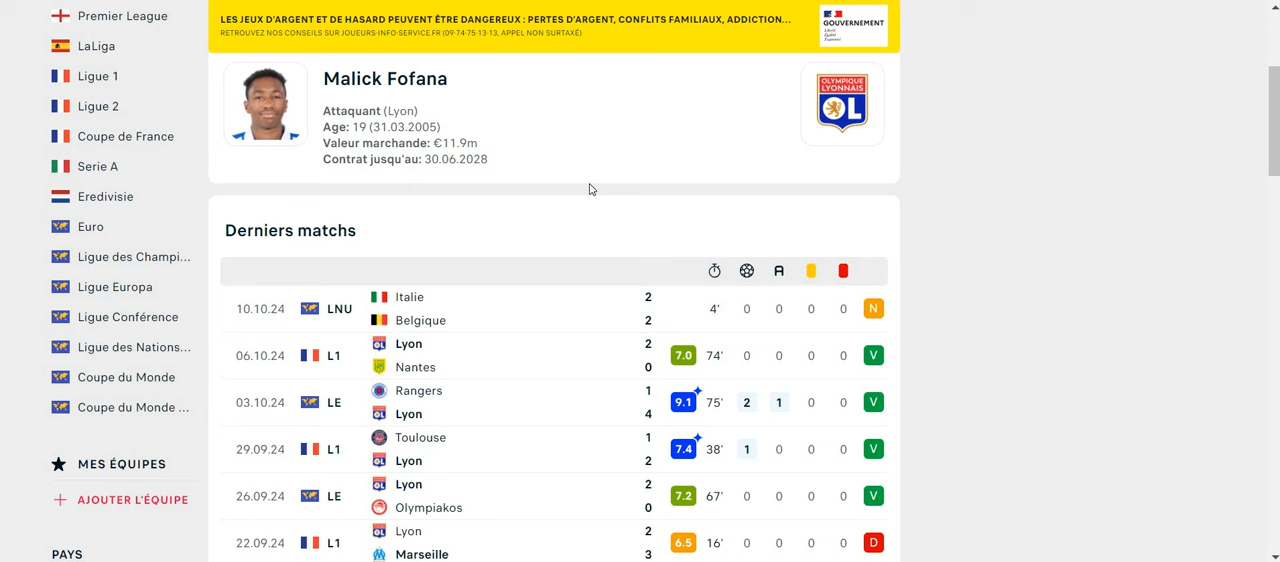 Premier League
LaLiga
Ligue 1
Ligue 2
Coupe de France
Serie A
Eredivisie
Euro
Ligue des Champi...
Ligue Europa
Ligue Conférence
Ligue des Nations...
Coupe du Monde
Coupe du Monde ...
MES ÉQUIPES
AJOUTER L'ÉQUIPE
PAYS
LES JEUX D'ARGENT ET DE HASARD PEUVENT ÊTRE DANGEREUX : PERTES D'ARGENT, CONFLITS FAMILIAUX, ADDICTION...
RETROUVEZ NOS CONSEILS SUR JOUEURS-INFO-SERVICE.FR (09-74-75-13-13, APPEL NON SURTAXÉ)
GOUVERNEMENT
Liberté
Égalité
Fraternité
Malick Fofana
Attaquant (Lyon)
Age: 19 (31.03.2005)
Valeur marchande: €11.9m
Contrat jusqu'au: 30.06.2028
OLYMPIQUE
LYONNAIS
OL
Derniers matchs
A
10.10.24 LNU Italie 2 4' 0 0 0 0 N
Belgique 2
06.10.24 L1 Lyon 2 7.0 74' 0 0 0 0 V
Nantes 0
03.10.24 LE Rangers 1 9.1 75' 2 1 0 0 V
Lyon 4
29.09.24 L1 Toulouse 1 7.4 38' 1 0 0 0 V
Lyon 2
26.09.24 LE Lyon 2 7.2 67' 0 0 0 0 V
Olympiakos 0
22.09.24 L1 Lyon 2 6.5 16' 0 0 0 0 D
Marseille 3